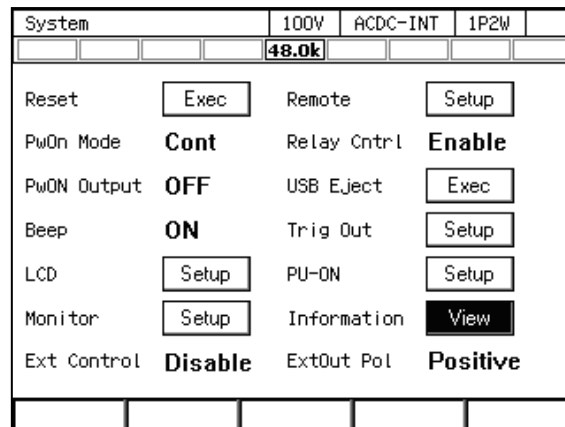 System 100V ACDC-INT 1P2W
48.0k
Reset Exec Remote Setup
PwOn Mode Cont Relay Cntrl Enable
PwON Output OFF USB Eject Exec
Beep ON Trig Out Setup
LCD Setup PU-ON Setup
Monitor Setup Information View
Ext Control Disable ExtOut Pol Positive